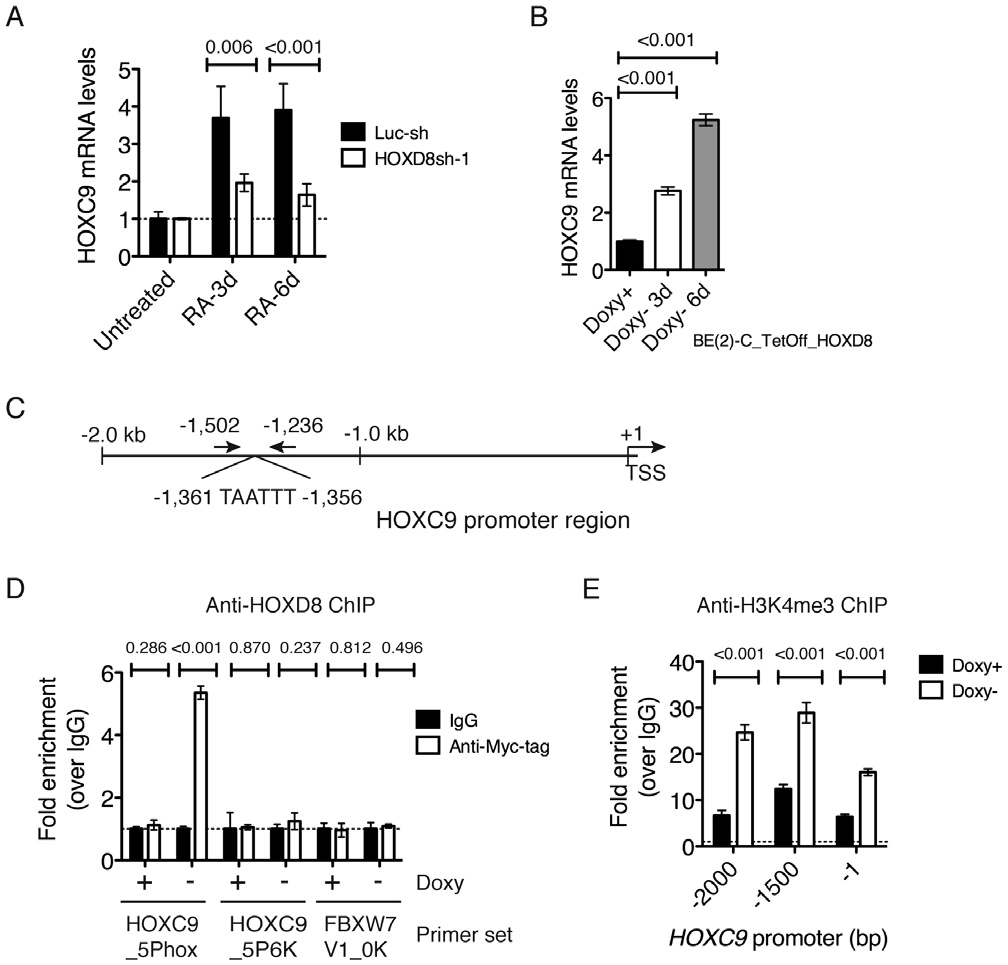 A
0.006 <0.001
HOXC9 mRNA levels
5
4
3
2
1
0
Luc-sh
HOXD8sh-1
Untreated
RA-3d
RA-6d
B
<0.001
<0.001
HOXC9 mRNA levels
6
4
2
0
Doxy+
Doxy- 3d
Doxy- 6d
BE(2)-C_TetOff_HOXD8
C
-2.0 kb
-1,502
-1,236
-1.0 kb
+1
TSS
-1,361 TAATTT -1,356
HOXC9 promoter region
D
Anti-HOXD8 ChIP
0.286 <0.001 0.870 0.237 0.812 0.496
Fold enrichment
(over IgG)
6
4
2
0
IgG
Anti-Myc-tag
+ - + - + - Doxy
HOXC9
_5Phox
HOXC9
_5P6K
FBXW7
V1_0K
Primer set
E
Anti-H3K4me3 ChIP
<0.001 <0.001 <0.001
Fold enrichment
(over IgG)
40
30
20
10
0
Doxy+
Doxy-
-2000
-1500
-1
HOXC9 promoter (bp)